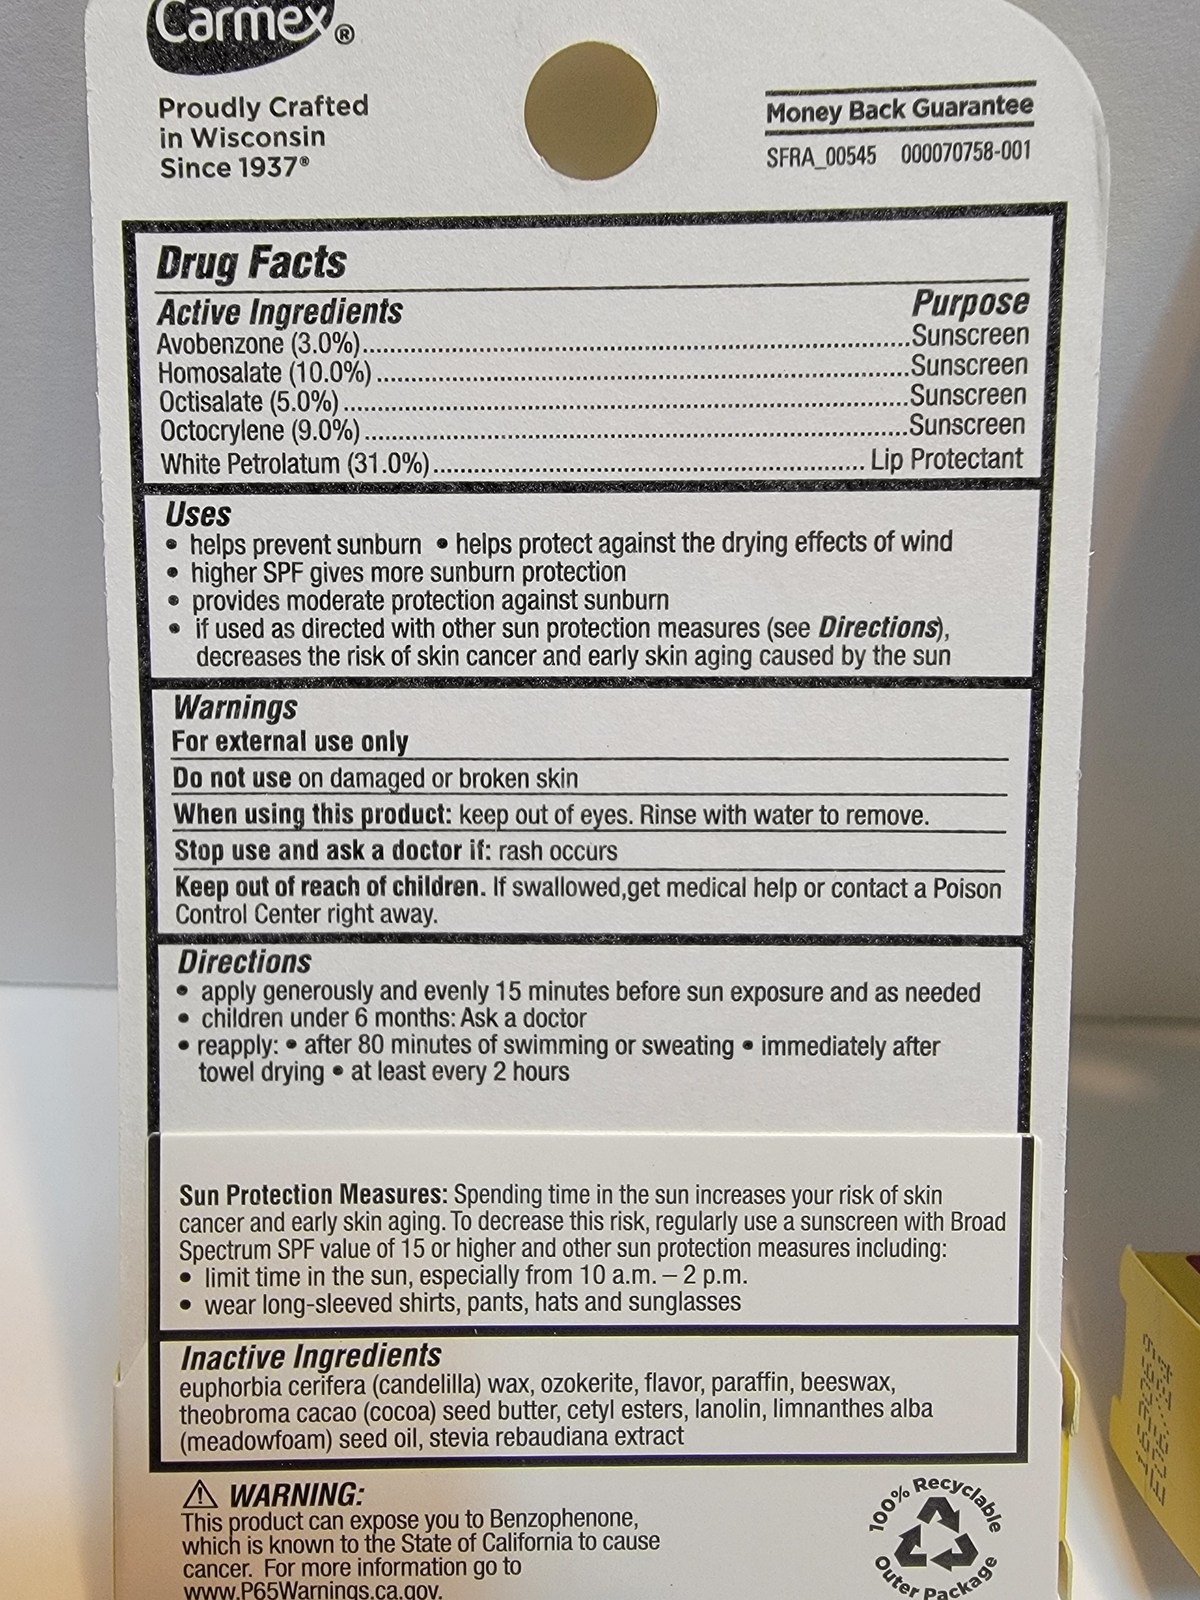 Carmex®
Proudly Crafted
in Wisconsin
Since 1937®
Money Back Guarantee
SFRA_00545 000070758-001
Drug Facts
Active Ingredients Purpose
Avobenzone (3.0%)..........Sunscreen
Homosalate (10.0%)..........Sunscreen
Octisalate (5.0%)..........Sunscreen
Octocrylene (9.0%)..........Sunscreen
White Petrolatum (31.0%).......... Lip Protectant
Uses
• helps prevent sunburn • helps protect against the drying effects of wind
• higher SPF gives more sunburn protection
• provides moderate protection against sunburn
• if used as directed with other sun protection measures (see Directions),
decreases the risk of skin cancer and early skin aging caused by the sun
Warnings
For external use only
Do not use on damaged or broken skin
When using this product: keep out of eyes. Rinse with water to remove.
Stop use and ask a doctor if: rash occurs
Keep out of reach of children. If swallowed,get medical help or contact a Poison
Control Center right away.
Directions
• apply generously and evenly 15 minutes before sun exposure and as needed
• children under 6 months: Ask a doctor
• reapply: • after 80 minutes of swimming or sweating • immediately after
towel drying • at least every 2 hours
Sun Protection Measures: Spending time in the sun increases your risk of skin
cancer and early skin aging. To decrease this risk, regularly use a sunscreen with Broad
Spectrum SPF value of 15 or higher and other sun protection measures including:
• limit time in the sun, especially from 10 a.m. – 2 p.m.
• wear long-sleeved shirts, pants, hats and sunglasses
Inactive Ingredients
euphorbia cerifera (candelilla) wax, ozokerite, flavor, paraffin, beeswax,
theobroma cacao (cocoa) seed butter, cetyl esters, lanolin, limnanthes alba
(meadowfoam) seed oil, stevia rebaudiana extract
⚠ WARNING:
This product can expose you to Benzophenone,
which is known to the State of California to cause
cancer. For more information go to
www.P65Warnings.ca.gov.
100% Recyclable
Outer Package